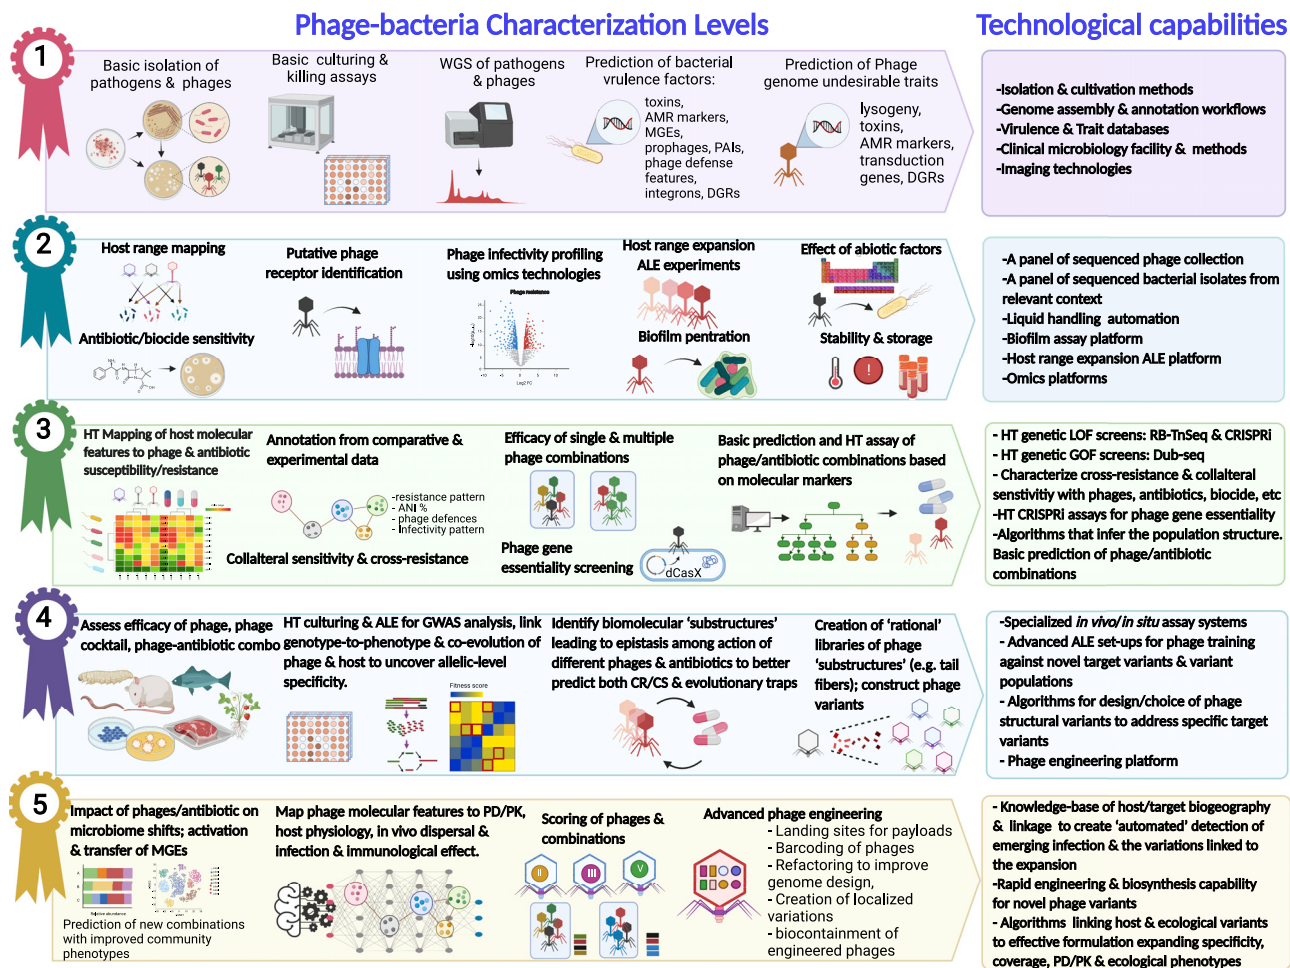 Phage-bacteria Characterization Levels
Technological capabilities
1
Basic isolation of
pathogens & phages
Basic culturing &
killing assays
WGS of pathogens
& phages
Prediction of bacterial
virulence factors:
toxins,
AMR markers,
MGEs,
prophages, PAIs,
phage defense
features,
integrons, DGRs
Prediction of Phage
genome undesirable traits
lysogeny,
toxins,
AMR markers,
transduction
genes, DGRs
-Isolation & cultivation methods
-Genome assembly & annotation workflows
-Virulence & Trait databases
-Clinical microbiology facility & methods
-Imaging technologies
2
Host range mapping
Antibiotic/biocide sensitivity
Putative phage
receptor identification
Phage infectivity profiling
using omics technologies
Phage resistance
Log2 FC
Host range expansion
ALE experiments
Biofilm pentration
Effect of abiotic factors
Stability & storage
-A panel of sequenced phage collection
-A panel of sequenced bacterial isolates from
relevant context
-Liquid handling automation
-Biofilm assay platform
-Host range expansion ALE platform
-Omics platforms
3
HT Mapping of host molecular
features to phage & antibiotic
susceptibility/resistance
Annotation from comparative &
experimental data
-resistance pattern
- ANI %
- phage defences
- Infectivity pattern
Collalteral sensitivity & cross-resistance
Efficacy of single & multiple
phage combinations
Phage gene
essentiality screening
dCasX
Basic prediction and HT assay of
phage/antibiotic combinations based
on molecular markers
- HT genetic LOF screens: RB-TnSeq & CRISPRi
- HT genetic GOF screens: Dub-seq
- Characterize cross-resistance & collalteral
senstivitiy with phages, antibiotics, biocide, etc
-HT CRISPRi assays for phage gene essentiality
-Algorithms that infer the population structure.
Basic prediction of phage/antibiotic
combinations
4
Assess efficacy of phage, phage
cocktail, phage-antibiotic combo
HT culturing & ALE for GWAS analysis, link
genotype-to-phenotype & co-evolution of
phage & host to uncover allelic-level
specificity.
Fitness score
Identify biomolecular ‘substructures’
leading to epistasis among action of
different phages & antibiotics to better
predict both CR/CS & evolutionary traps
Creation of ‘rational’
libraries of phage
‘substructures’ (e.g. tail
fibers); construct phage
variants
-Specialized in vivo/in situ assay systems
- Advanced ALE set-ups for phage training
against novel target variants & variant
populations
- Algorithms for design/choice of phage
structural variants to address specific target
variants
- Phage engineering platform
5
Impact of phages/antibiotic on
microbiome shifts; activation
& transfer of MGEs
A
B
C
Relative abundance
Prediction of new combinations
with improved community
phenotypes
Map phage molecular features to PD/PK,
host physiology, in vivo dispersal &
infection & immunological effect.
Scoring of phages &
combinations
II
III
V
Advanced phage engineering
- Landing sites for payloads
- Barcoding of phages
- Refactoring to improve
genome design,
- Creation of localized
variations
- biocontainment of
engineered phages
- Knowledge-base of host/target biogeography
& linkage to create ‘automated’ detection of
emerging infection & the variations linked to
the expansion
-Rapid engineering & biosynthesis capability
for novel phage variants
- Algorithms linking host & ecological variants
to effective formulation expanding specificity,
coverage, PD/PK & ecological phenotypes